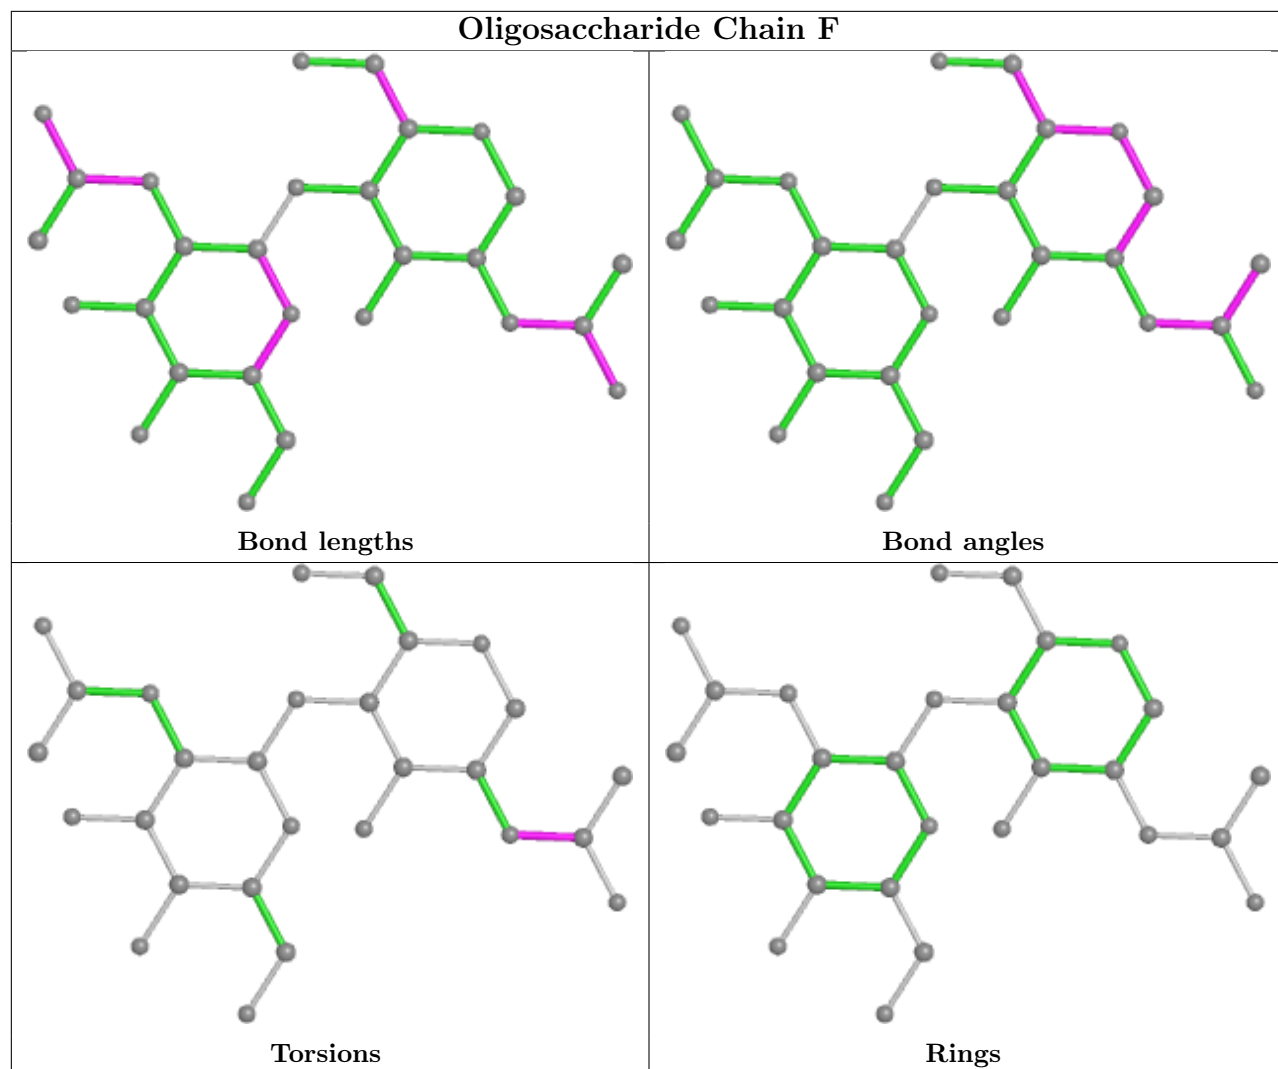 Oligosaccharide Chain F
Bond lengths
Bond angles
Torsions
Rings